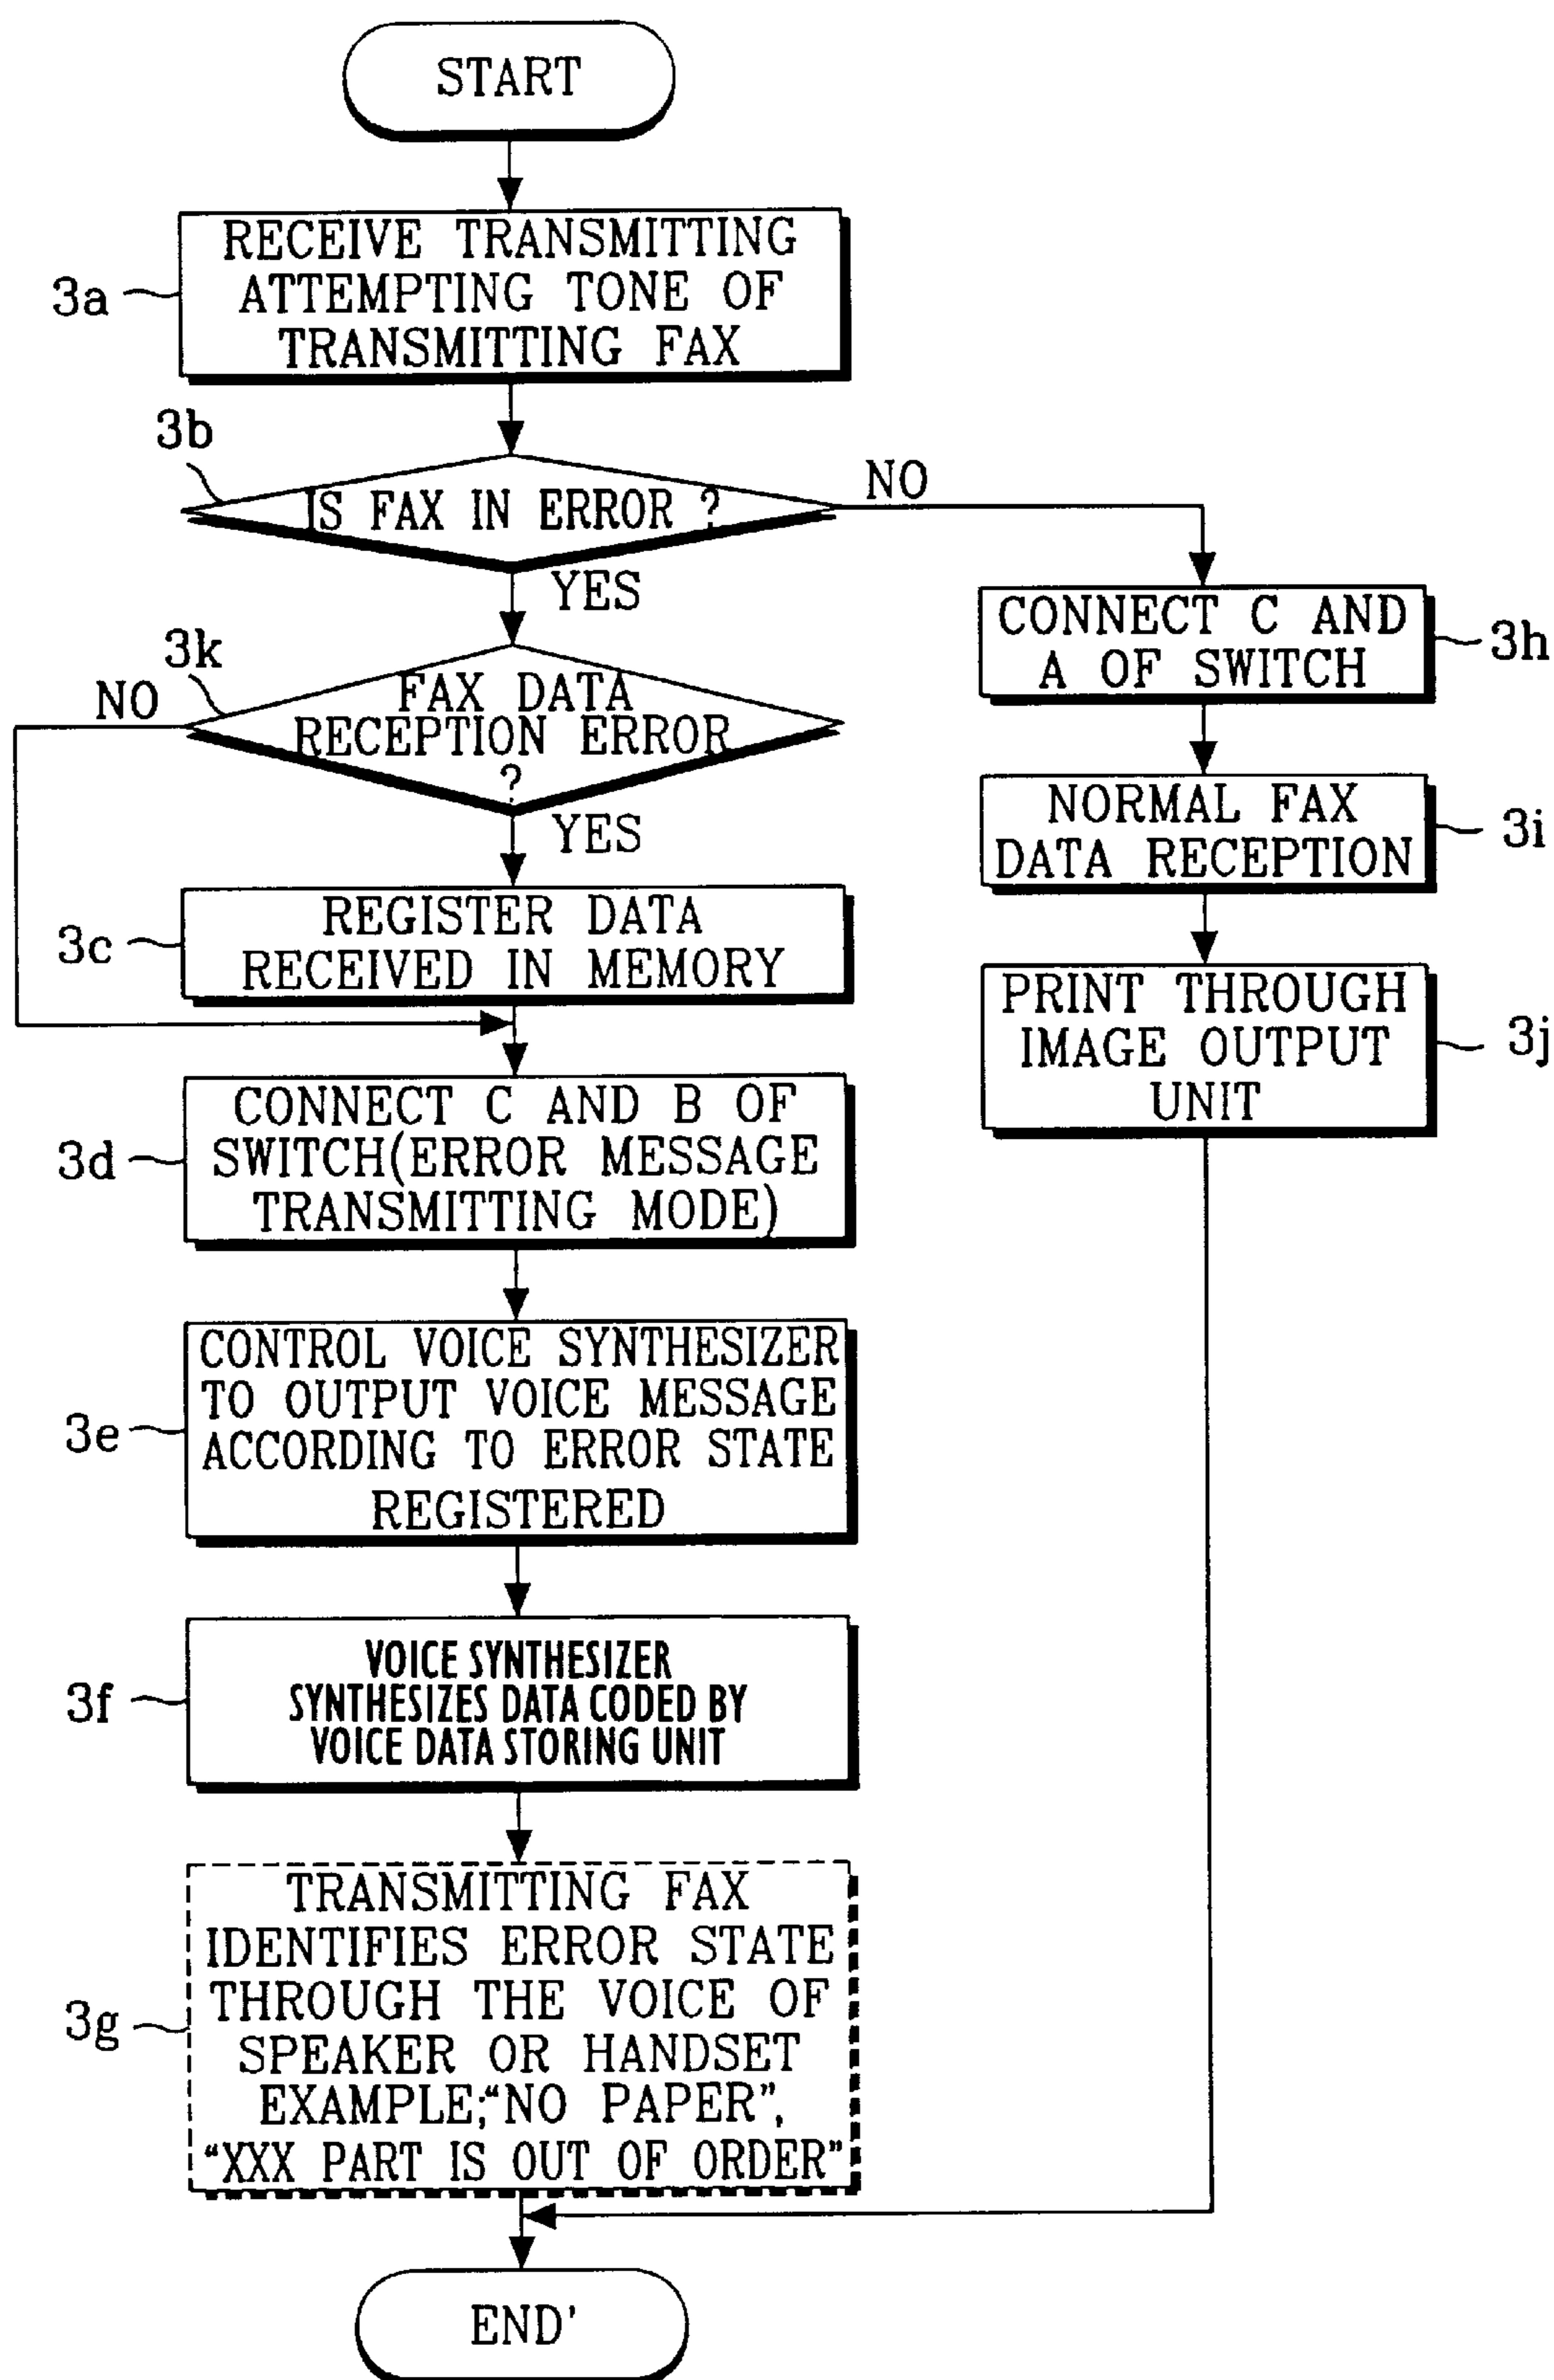 START
3a
RECEIVE TRANSMITTING
ATTEMPTING TONE OF
TRANSMITTING FAX
3b
IS FAX IN ERROR ?
NO
YES
3k
FAX DATA
RECEPTION ERROR
?
NO
YES
3c
REGISTER DATA
RECEIVED IN MEMORY
3d
CONNECT C AND B OF
SWITCH(ERROR MESSAGE
TRANSMITTING MODE)
3e
CONTROL VOICE SYNTHESIZER
TO OUTPUT VOICE MESSAGE
ACCORDING TO ERROR STATE
REGISTERED
3f
VOICE SYNTHESIZER
SYNTHESIZES DATA CODED BY
VOICE DATA STORING UNIT
3g
TRANSMITTING FAX
IDENTIFIES ERROR STATE
THROUGH THE VOICE OF
SPEAKER OR HANDSET
EXAMPLE;“NO PAPER”,
“XXX PART IS OUT OF ORDER”
CONNECT C AND
A OF SWITCH
3h
NORMAL FAX
DATA RECEPTION
3i
PRINT THROUGH
IMAGE OUTPUT
UNIT
3j
END'